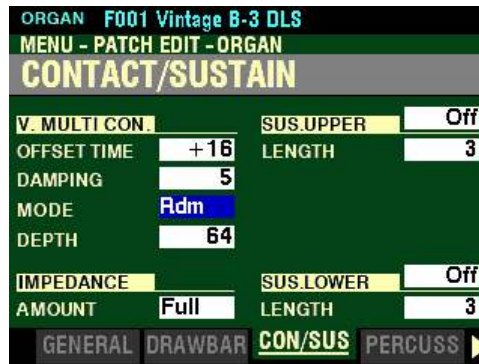 ORGAN F001 Vintage B-3 DLS
MENU - PATCH EDIT - ORGAN
CONTACT/SUSTAIN
V. MULTI CON. SUS.UPPER Off
OFFSET TIME +16 LENGTH 3
DAMPING 5
MODE Rdm
DEPTH 64
IMPEDANCE SUS.LOWER Off
AMOUNT Full LENGTH 3
GENERAL DRAWBAR CON/SUS PERCUSS